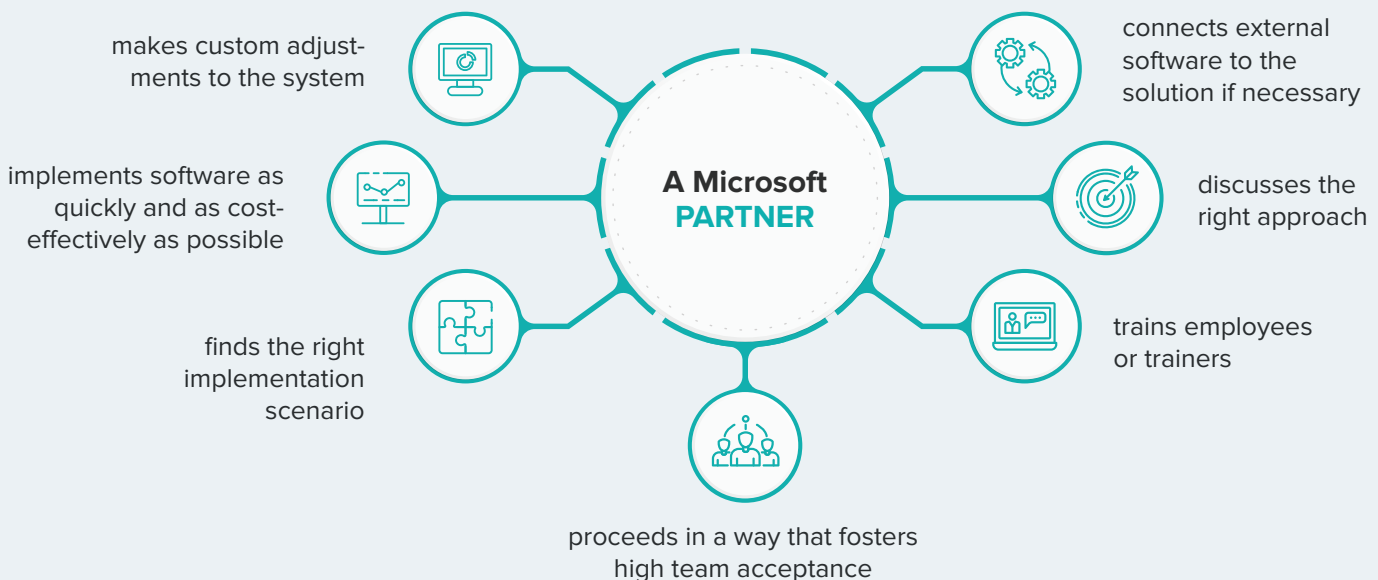 makes custom adjust-
ments to the system
implements software as
quickly and as cost-
effectively as possible
finds the right
implementation
scenario
A Microsoft
PARTNER
connects external
software to the
solution if necessary
discusses the
right approach
trains employees
or trainers
proceeds in a way that fosters
high team acceptance